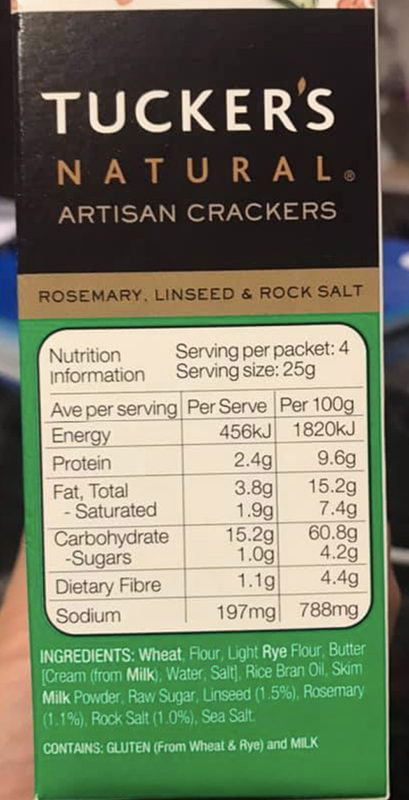 TUCKER'S
NATURAL®
ARTISAN CRACKERS
ROSEMARY, LINSEED & ROCK SALT
Nutrition Information Serving per packet: 4
Serving size: 25g
Ave per serving Per Serve Per 100g
Energy 456kJ 1820kJ
Protein 2.4g 9.6g
Fat, Total 3.8g 15.2g
- Saturated 1.9g 7.4g
Carbohydrate 15.2g 60.8g
-Sugars 1.0g 4.2g
Dietary Fibre 1.1g 4.4g
Sodium 197mg 788mg
INGREDIENTS: Wheat, Flour, Light Rye Flour, Butter
[Cream (from Milk), Water, Salt], Rice Bran Oil, Skim
Milk Powder, Raw Sugar, Linseed (1.5%), Rosemary
(1.1%), Rock Salt (1.0%), Sea Salt.
CONTAINS: GLUTEN (From Wheat & Rye) and MILK